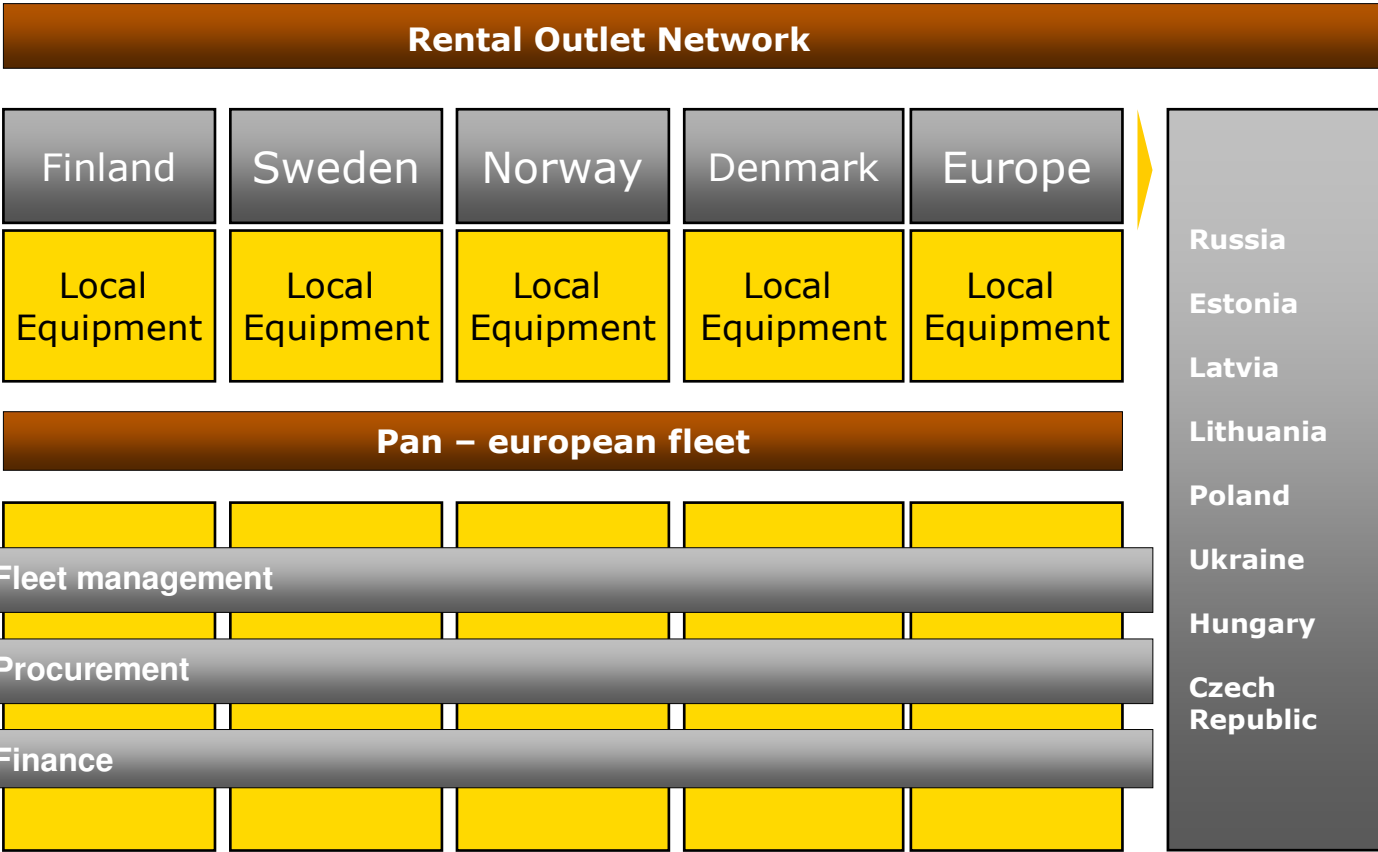 Rental Outlet Network
Finland
Sweden
Norway
Denmark
Europe
Local
Equipment
Local
Equipment
Local
Equipment
Local
Equipment
Local
Equipment
Pan – european fleet
Fleet management
Procurement
Finance
Russia
Estonia
Latvia
Lithuania
Poland
Ukraine
Hungary
Czech
Republic